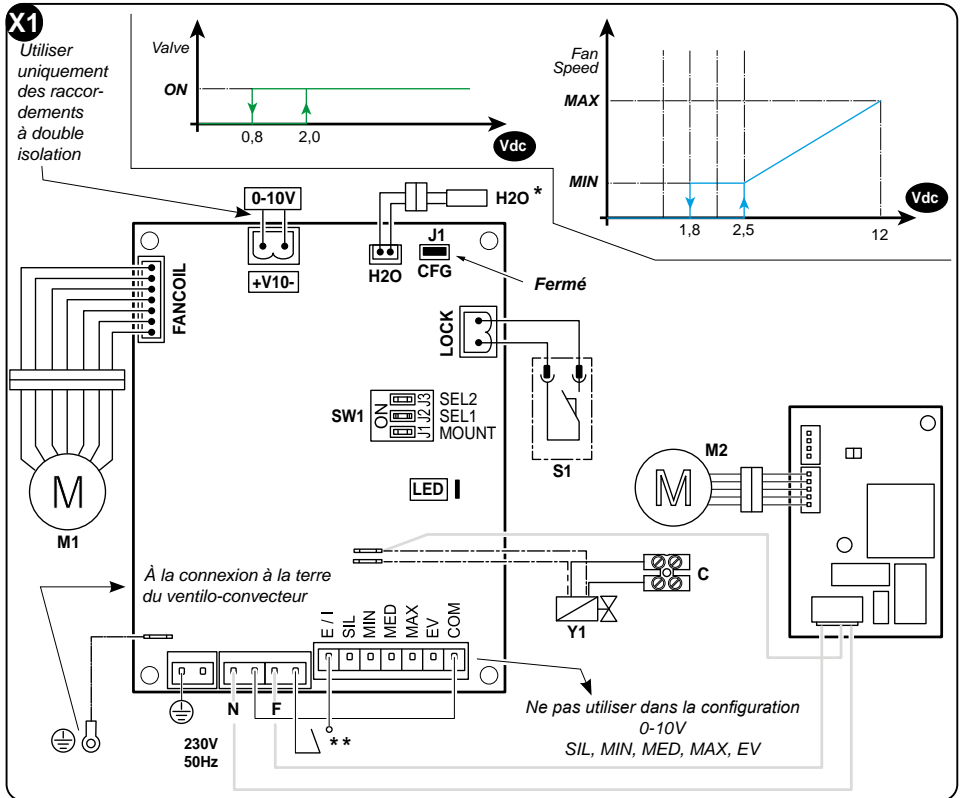 X1
Utiliser
uniquement
des raccor-
dements
à double
isolation
Valve
ON
0,8
2,0
Vdc
Fan
Speed
MAX
MIN
1,8
2,5
12
Vdc
0-10V
+V10-
H2O *
H2O
J1
CFG
Fermé
FANCOIL
LOCK
SW1
ON
J1 J2 J3
SEL2
SEL1
MOUNT
S1
LED
M
M1
M
M2
C
Y1
À la connexion à la terre
du ventilo-convecteur
E / I
SIL
MIN
MED
MAX
EV
COM
N
F
230V
50Hz
* *
Ne pas utiliser dans la configuration
0-10V
SIL, MIN, MED, MAX, EV